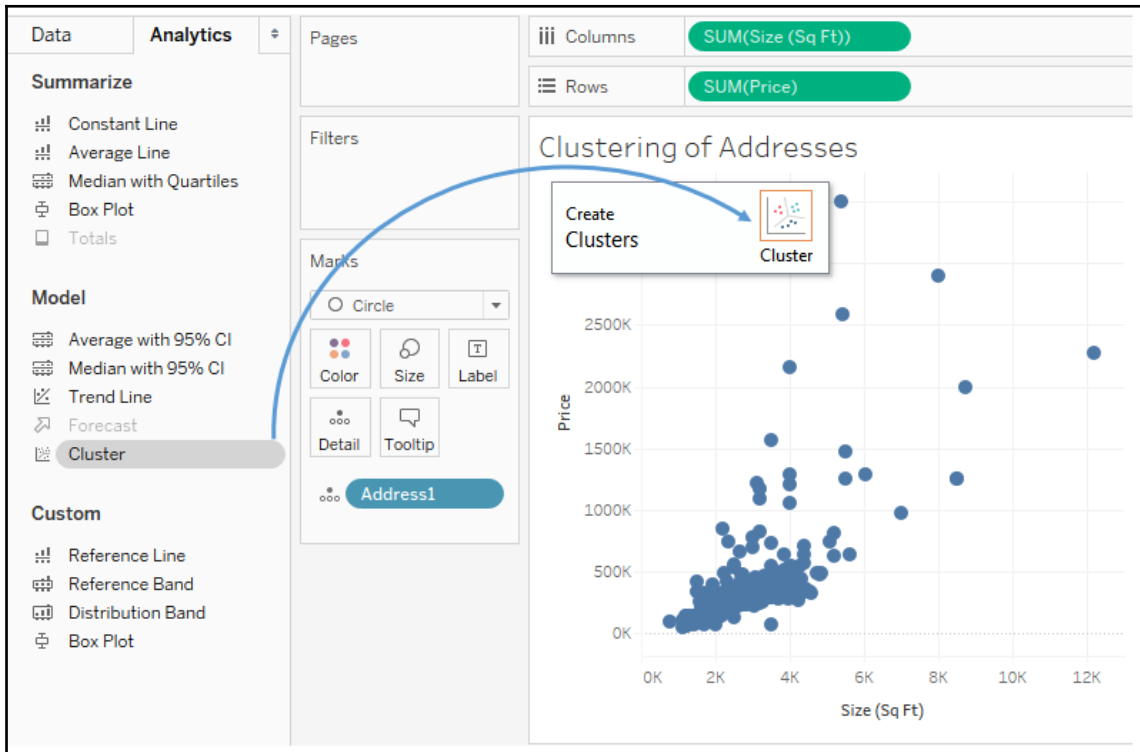 Data
Analytics
Summarize
Constant Line
Average Line
Median with Quartiles
Box Plot
Totals
Model
Average with 95% CI
Median with 95% CI
Trend Line
Forecast
Cluster
Custom
Reference Line
Reference Band
Distribution Band
Box Plot
Pages
Filters
Marks
Circle
Color
Size
Label
Detail
Tooltip
Address1
Columns
SUM(Size (Sq Ft))
Rows
SUM(Price)
Clustering of Addresses
Create
Clusters
Cluster
Price
2500K
2000K
1500K
1000K
500K
0K
0K
2K
4K
6K
8K
10K
12K
Size (Sq Ft)